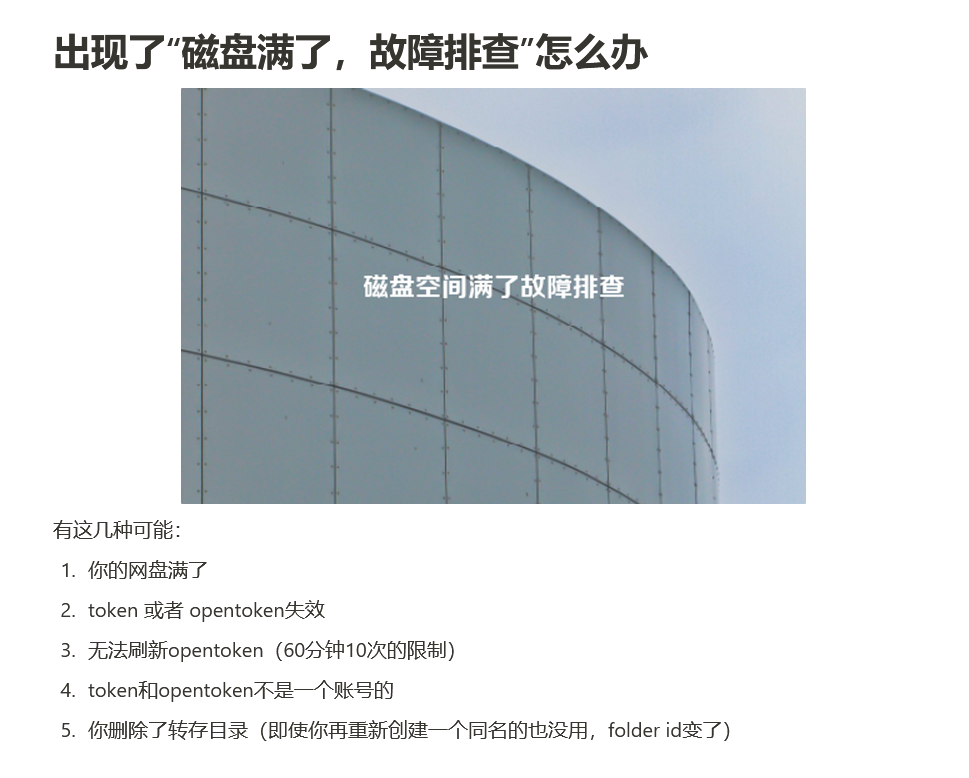 出现了“磁盘满了，故障排查”怎么办
磁盘空间满了故障排查
有这几种可能：
1. 你的网盘满了
2. token 或者 opentoken失效
3. 无法刷新opentoken（60分钟10次的限制）
4. token和opentoken不是一个账号的
5. 你删除了转存目录（即使你再重新创建一个同名的也没用，folder id变了）